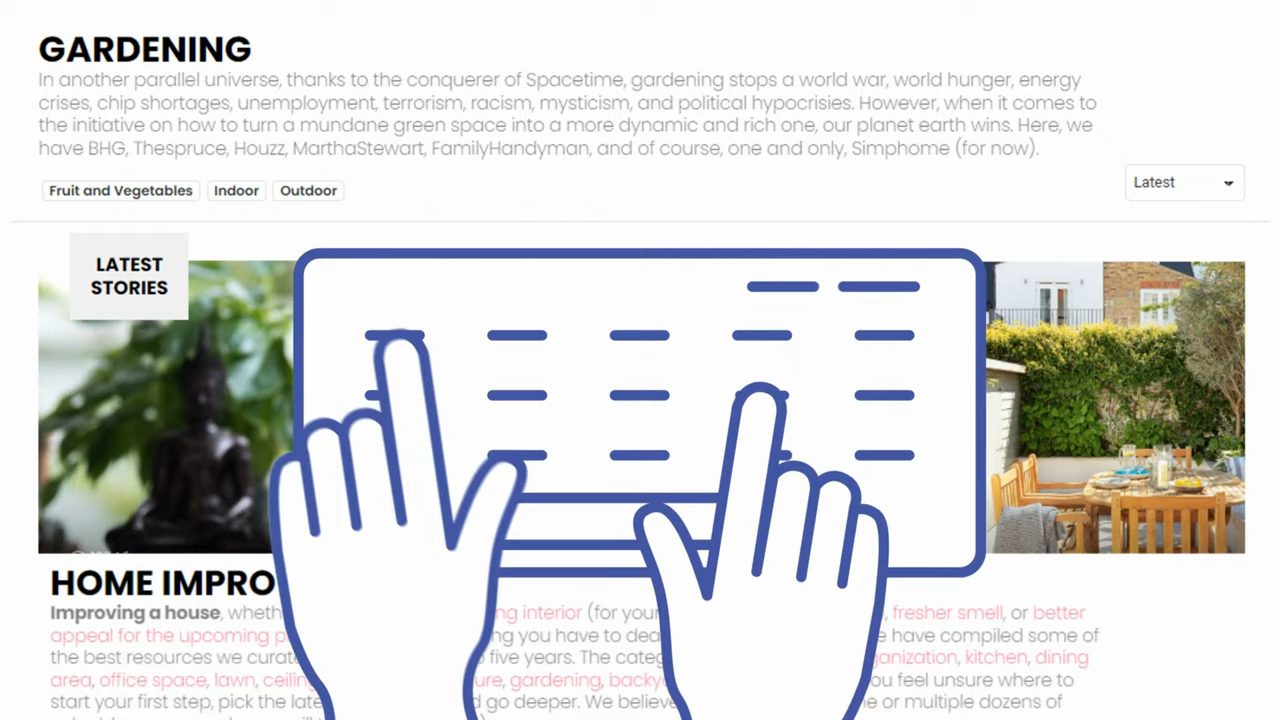 GARDENING
In another parallel universe, thanks to the conquerer of Spacetime, gardening stops a world war, world hunger, energy
crises, chip shortages, unemployment, terrorism, racism, mysticism, and political hypocrisies. However, when it comes to
the initiative on how to turn a mundane green space into a more dynamic and rich one, our planet earth wins. Here, we
have BHG, Thespruce, Houzz, MarthaStewart, FamilyHandyman, and of course, one and only, Simphome (for now).
Fruit and Vegetables Indoor Outdoor
Latest
LATEST
STORIES
HOME IMPRO
Improving a house, wheth ng interior (for your , fresher smell, or better
appeal for the upcoming p ng you have to dea e have compiled some of
the best resources we curate five years. The categ ganization, kitchen, dining
area, office space, lawn, ceiling ure, gardening, backy ou feel unsure where to
start your first step, pick the late d go deeper. We believe e or multiple dozens of